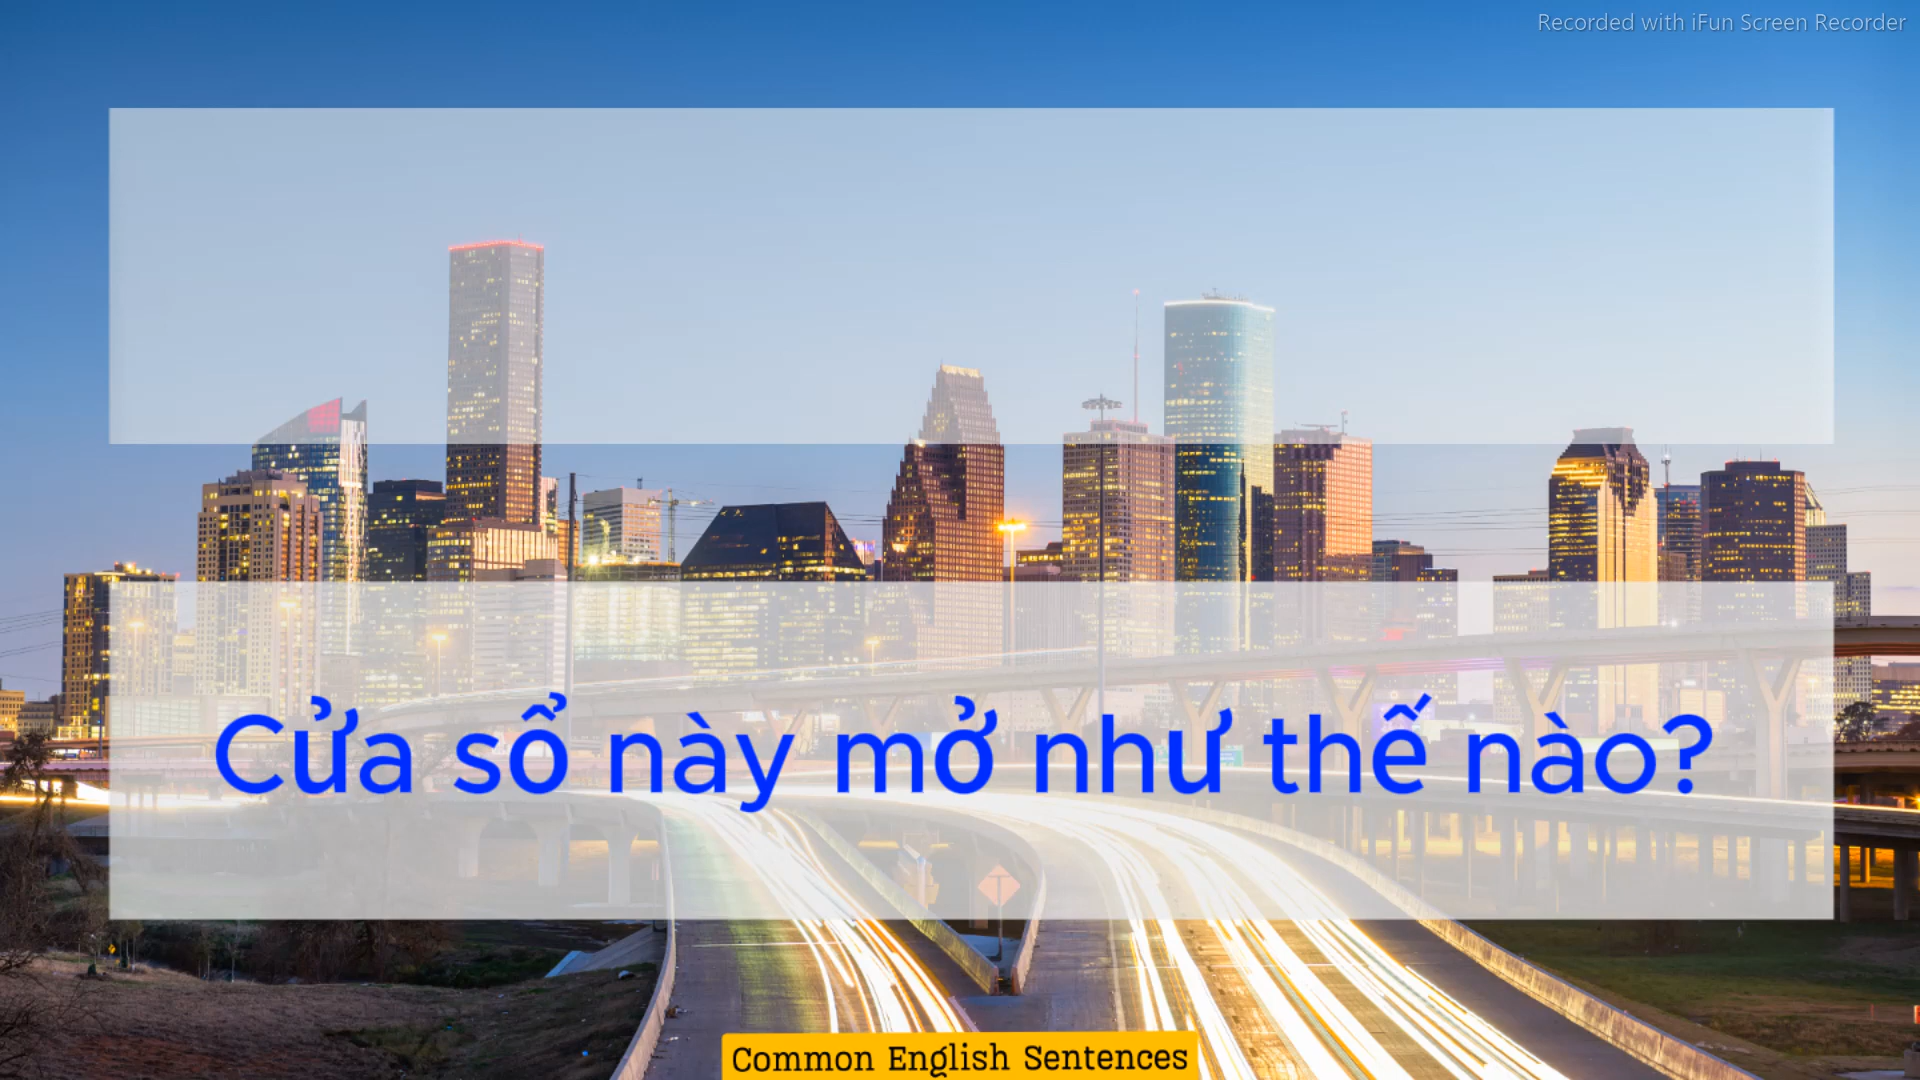 Recorded with iFun Screen Recorder
Cửa sổ này mở như thế nào?
Common English Sentences